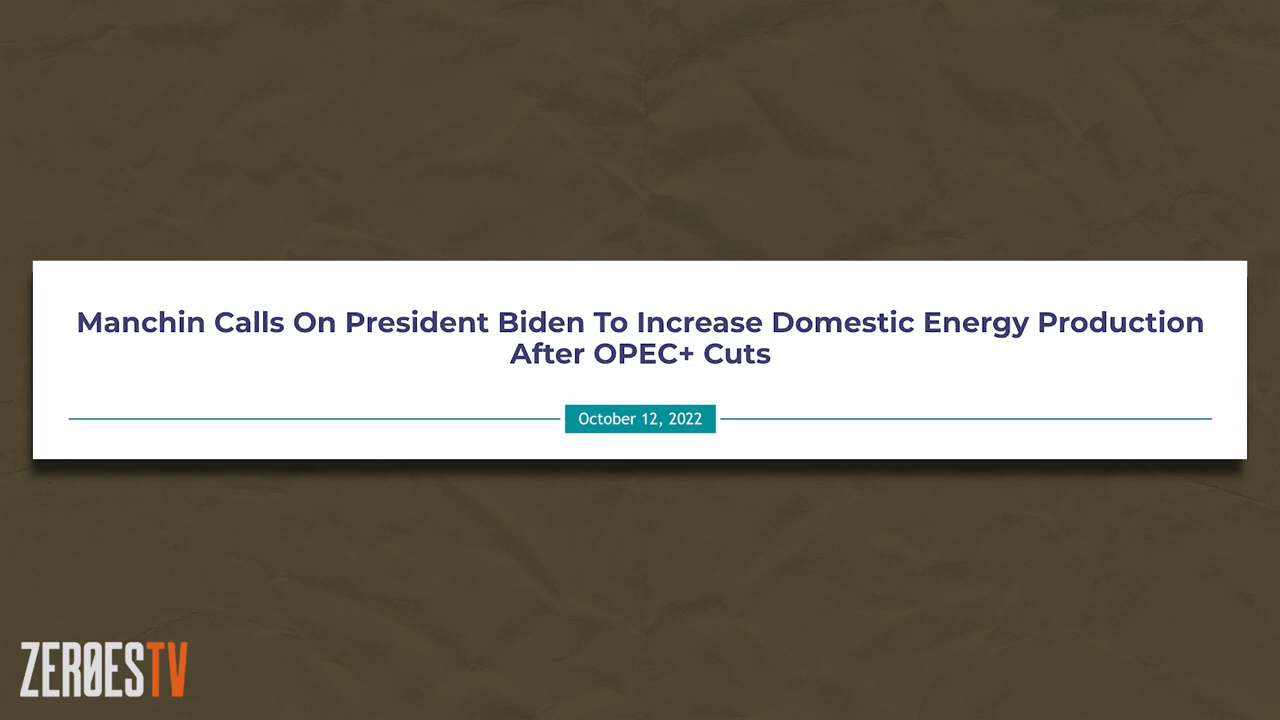 Manchin Calls On President Biden To Increase Domestic Energy Production
After OPEC+ Cuts
October 12, 2022
ZERØESTV